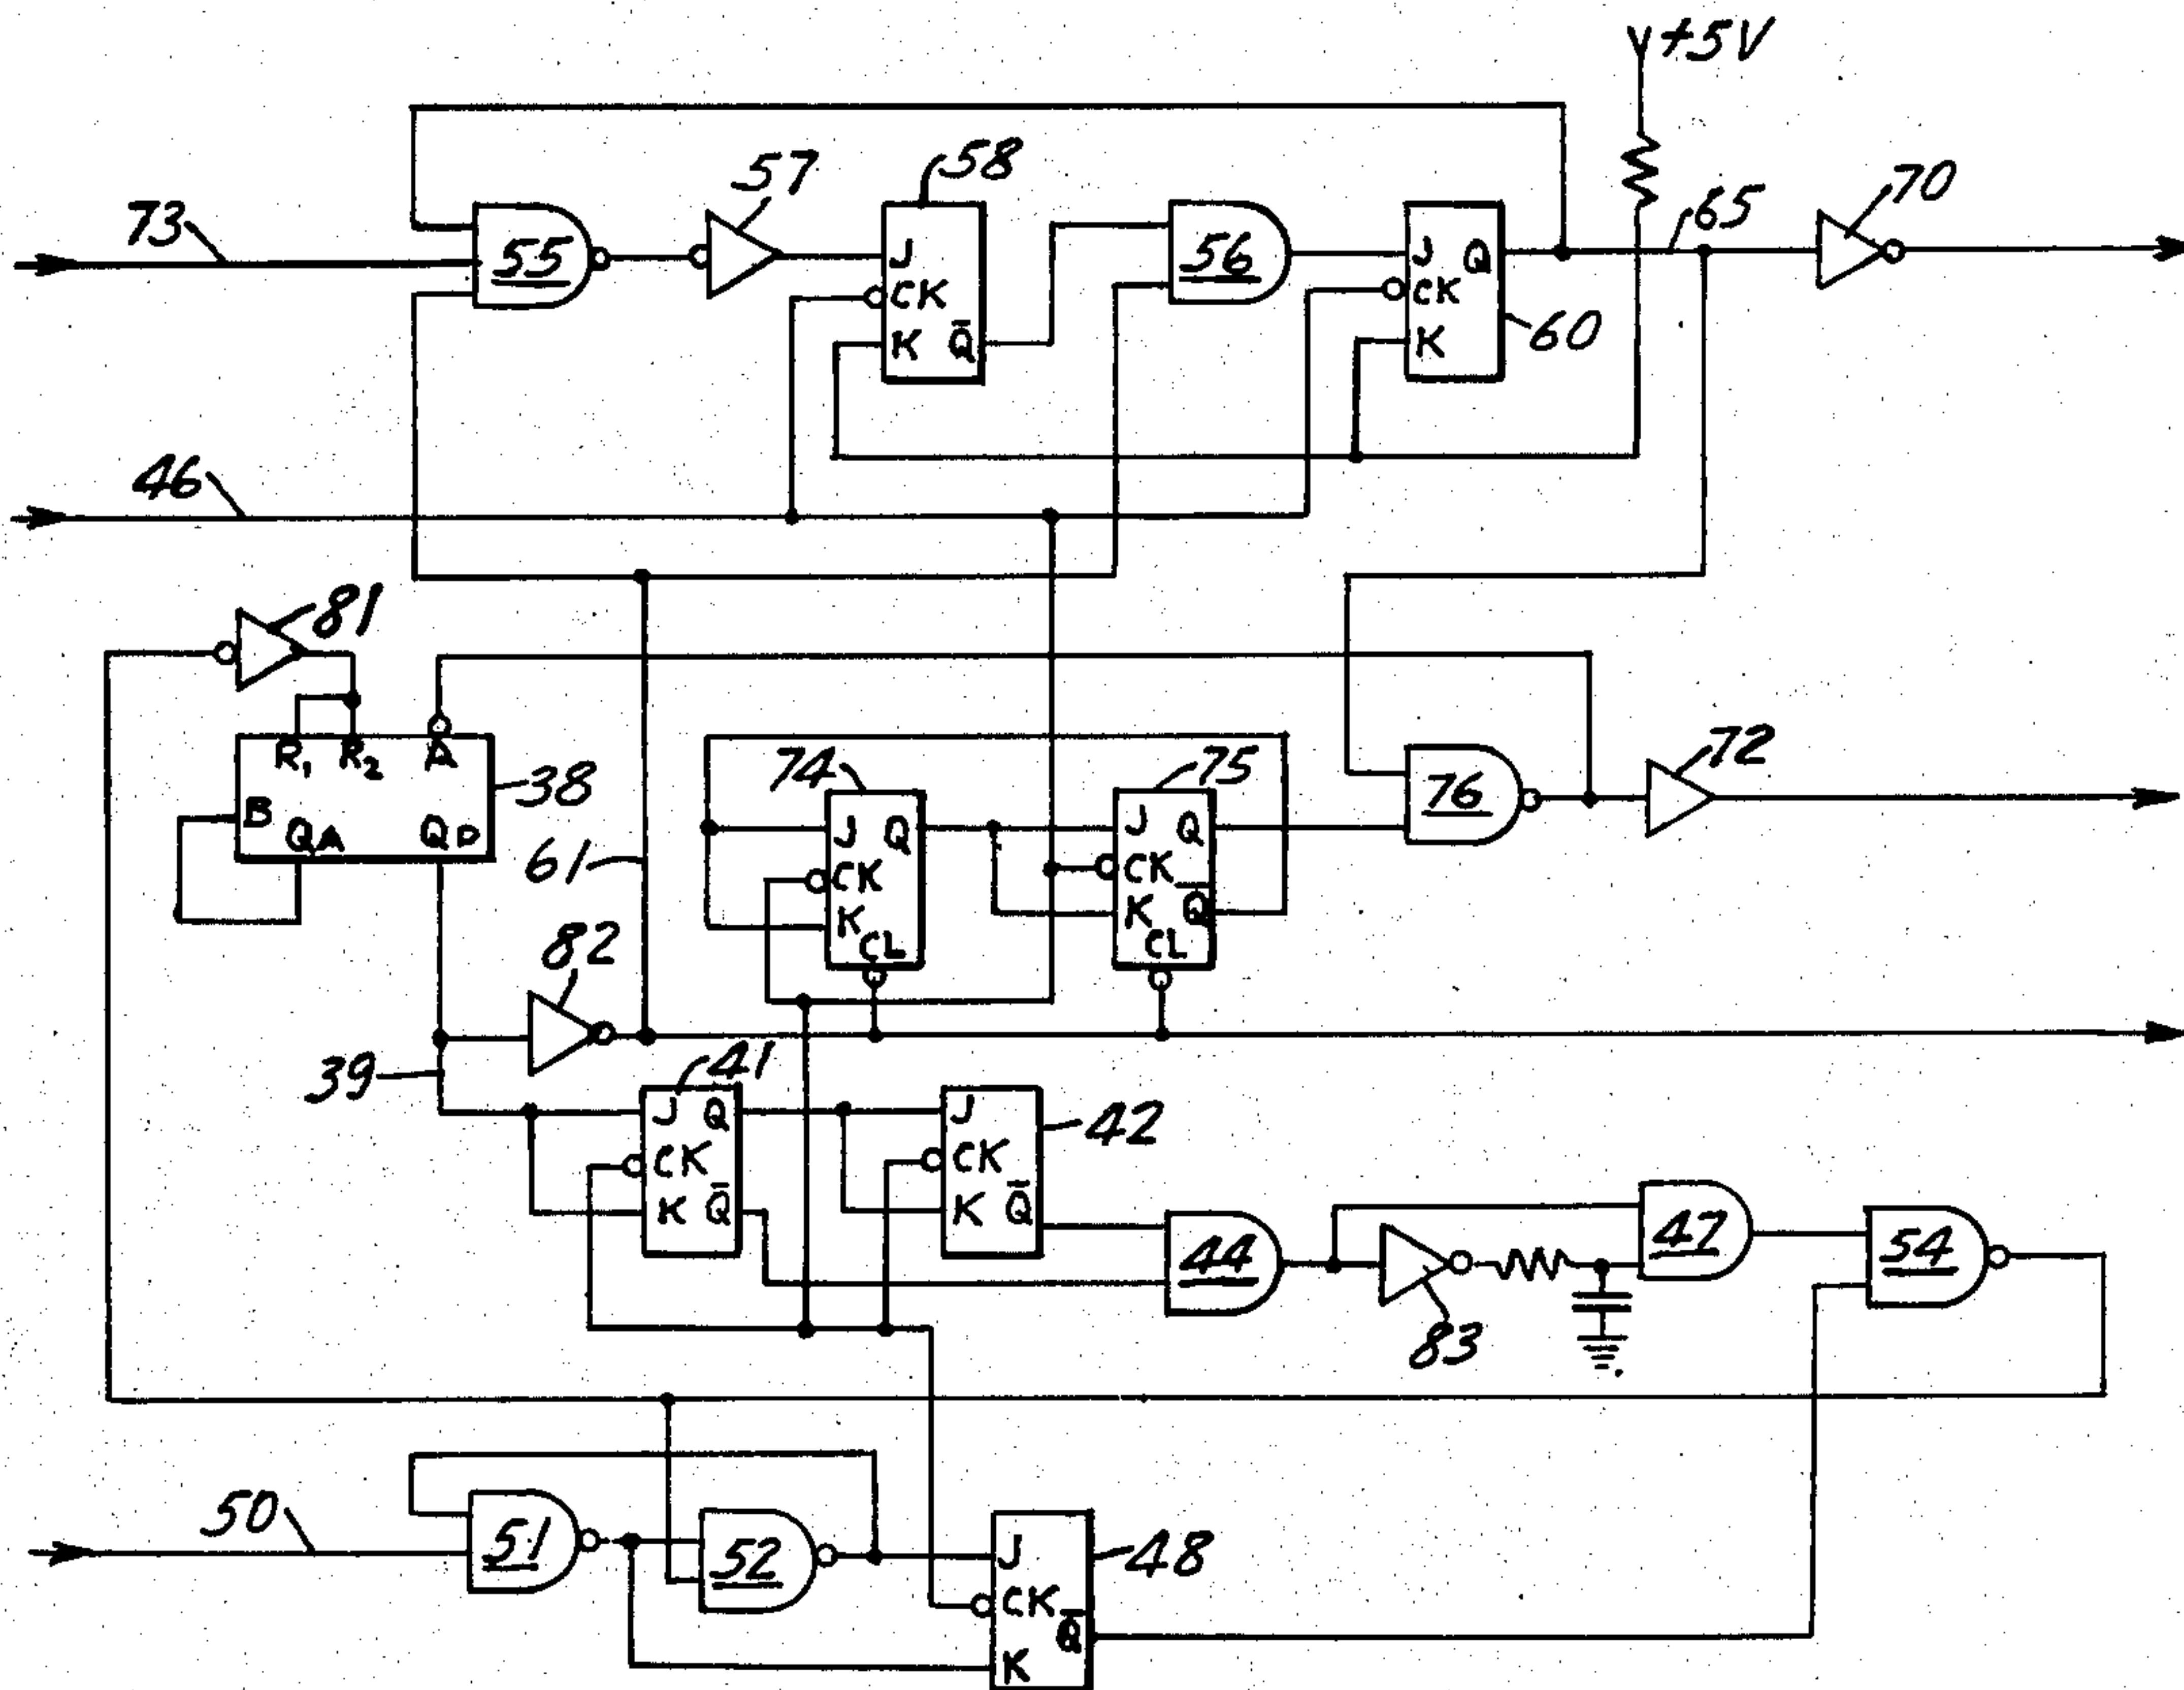 +5V
58
57
70
73
65
55
J
CK
K Q̄
56
J Q
CK
K
60
46
81
R1 R2 A
38
B
QA QD
74
J Q
CK
K
CL
75
J Q
CK
K Q̄
CL
76
72
61
82
39
41
J Q
CK
K Q̄
42
J
CK
K Q̄
44
83
47
54
50
51
52
J
CK
Q̄
K
48